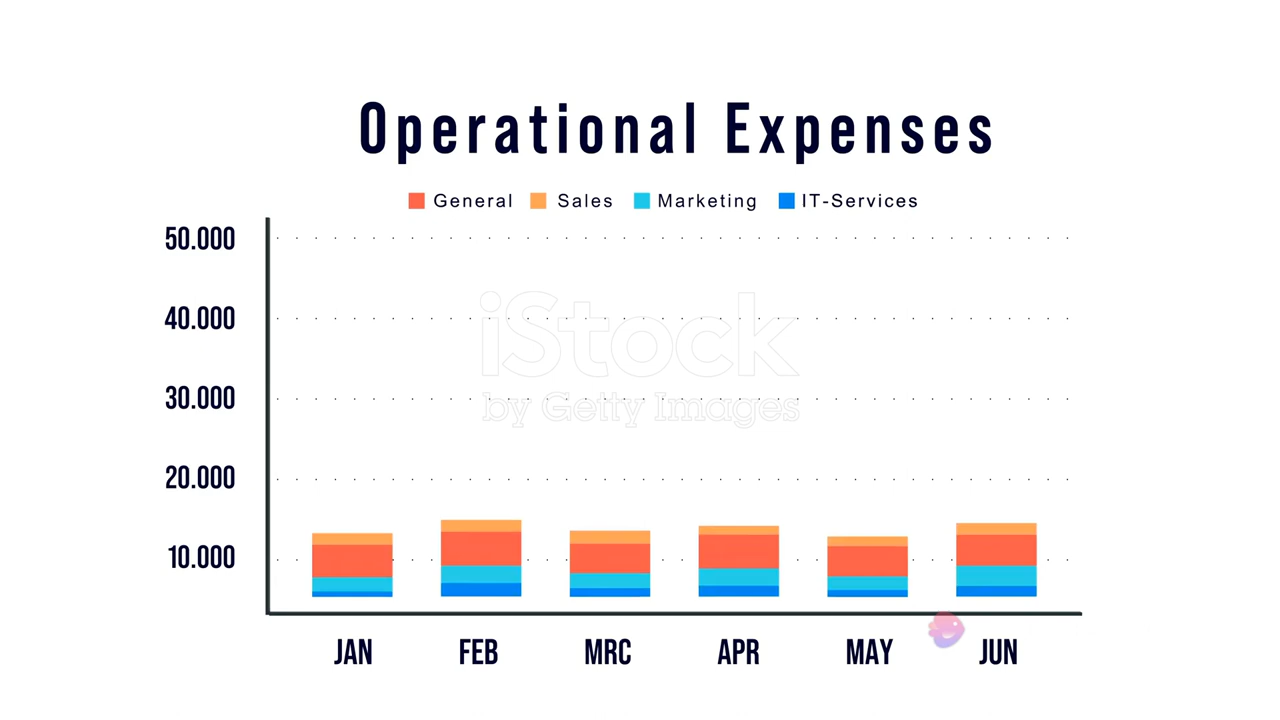 Operational Expenses
General Sales Marketing IT-Services
50.000
40.000
iStock
30.000
by Getty Images
20.000
10.000
JAN FEB MRC APR MAY JUN